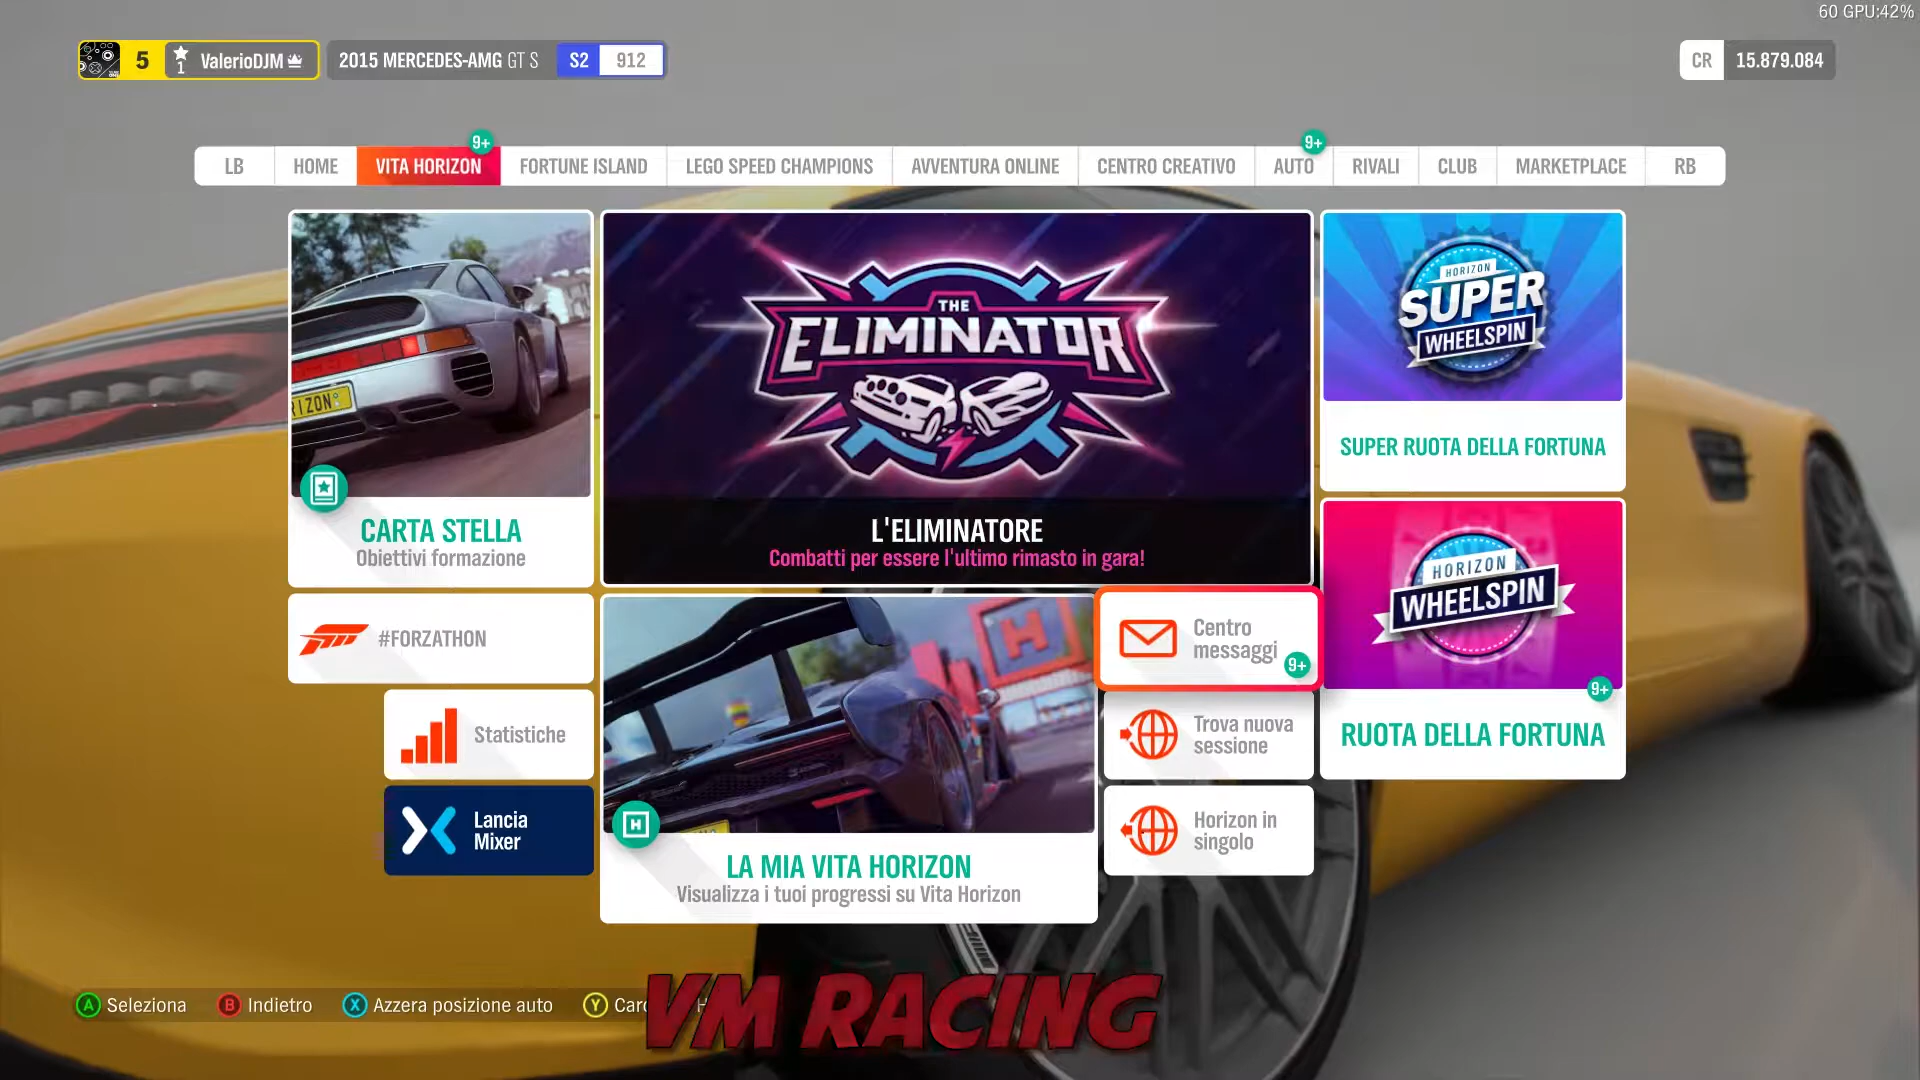 60 GPU:42%
5
1
ValerioDJM
2015 MERCEDES-AMG GT S
S2 912
CR 15.879.084
9+
9+
LB HOME VITA HORIZON FORTUNE ISLAND LEGO SPEED CHAMPIONS AVVENTURA ONLINE CENTRO CREATIVO AUTO RIVALI CLUB MARKETPLACE RB
RIZON
CARTA STELLA
Obiettivi formazione
THE
ELIMINATOR
L'ELIMINATORE
Combatti per essere l'ultimo rimasto in gara!
HORIZON
SUPER
WHEELSPIN
SUPER RUOTA DELLA FORTUNA
#FORZATHON
Statistiche
Lancia
Mixer
H
H
LA MIA VITA HORIZON
Visualizza i tuoi progressi su Vita Horizon
Centro
messaggi
9+
Trova nuova
sessione
Horizon in
singolo
HORIZON
WHEELSPIN
9+
RUOTA DELLA FORTUNA
A Seleziona B Indietro X Azzera posizione auto Y
VM RACING